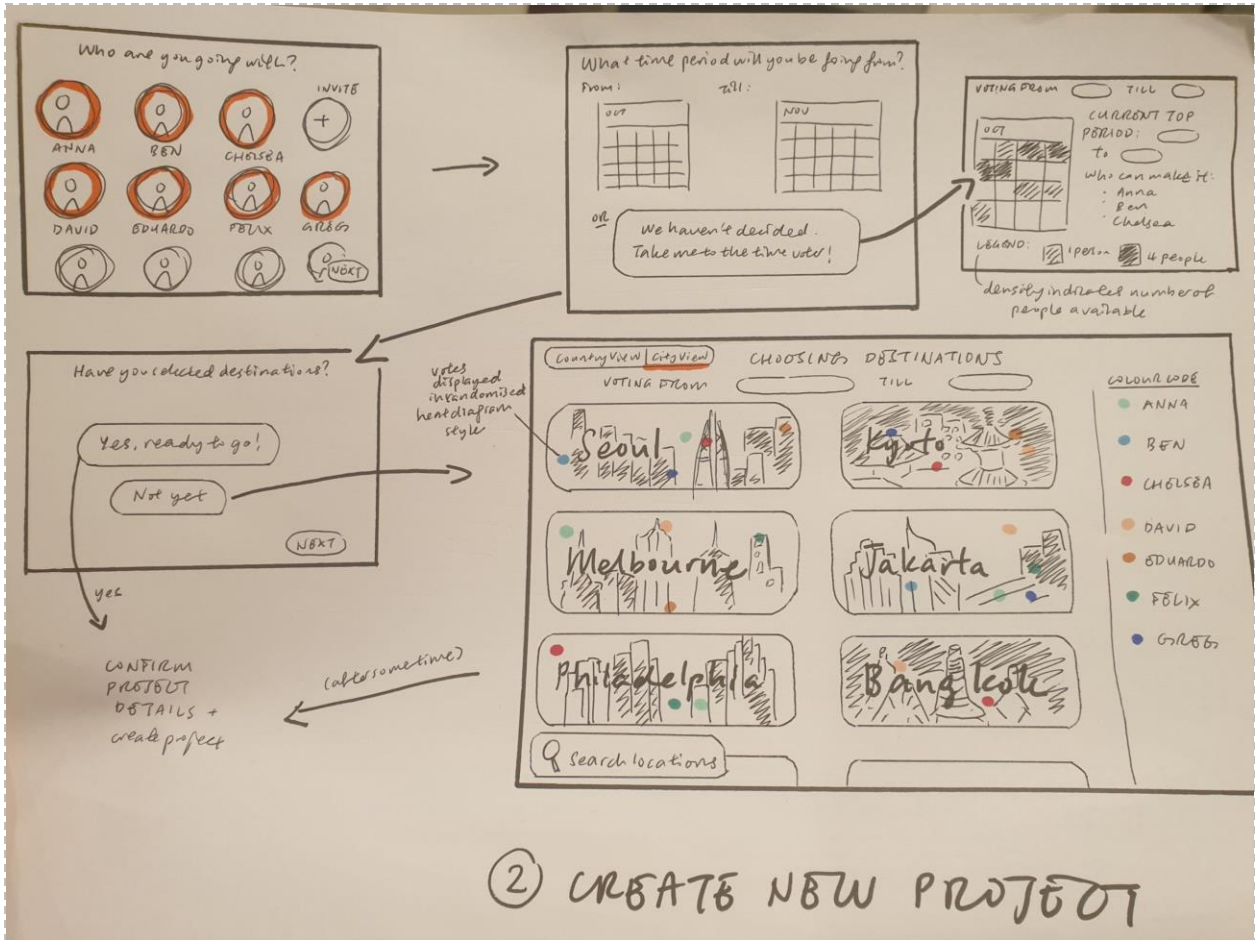 Who are you going with?
INVITE
+
ANNA
BEN
CHELSEA
DAVID
EDUARDO
FELIX
GREG
NEXT
What time period will you be going from?
From:
Till:
OCT
NOV
OR
We haven't decided.
Take me to the time voter!
VOTING FROM
TILL
OCT
CURRENT TOP
PERIOD:
TO
Who can make it:
· Anna
· Ben
· Chelsea
LEGEND:
1 person
4 people
density indicates number of
people available
Have you selected destinations?
Yes, ready to go!
Not yet
NEXT
yes
CONFIRM
PROJECT
DETAILS +
create project
(after some time)
votes
displayed
in randomised
heat diagram
style
Country View | City View
CHOOSING DESTINATIONS
VOTING FROM
TILL
Seoul
Kyoto
Melbourne
Jakarta
Philadelphia
Bangkok
Search locations
COLOUR CODE
ANNA
BEN
CHELSEA
DAVID
EDUARDO
FELIX
GREG
2 CREATE NEW PROJECT